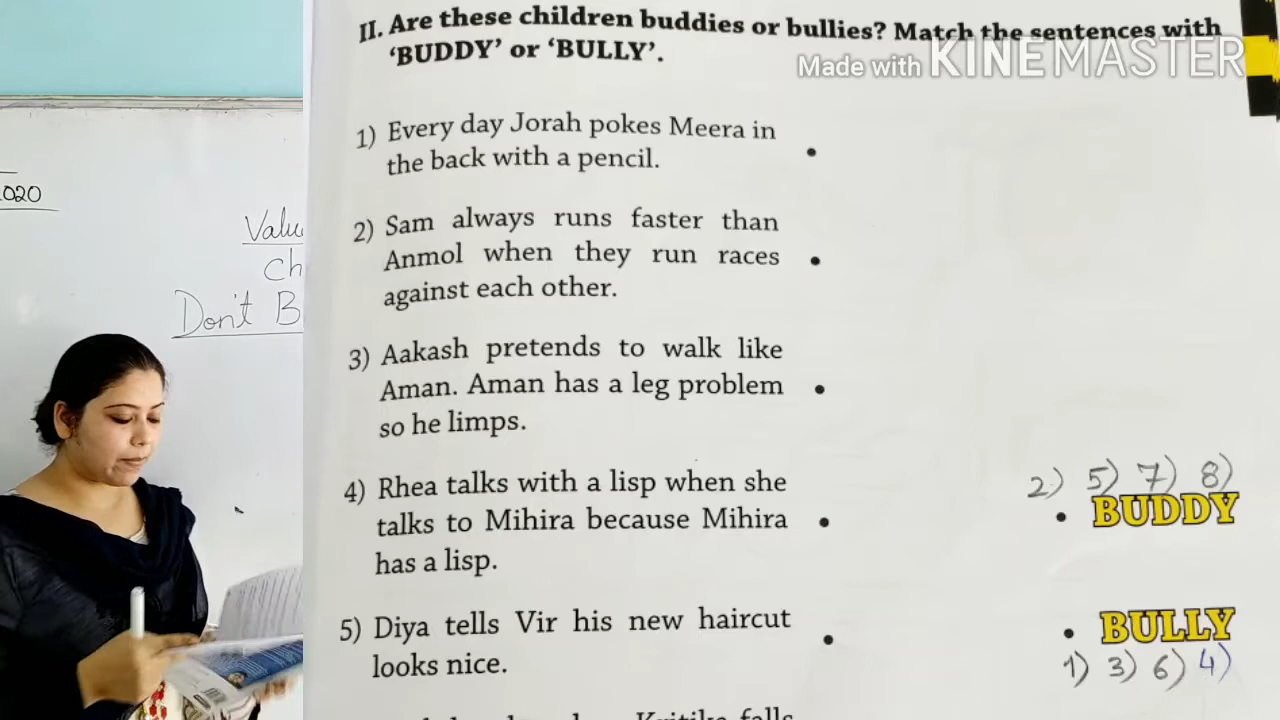 2020
Valu
Ch
Don't B
II. Are these children buddies or bullies? Match the sentences with
‘BUDDY’ or ‘BULLY’.
Made with KINEMASTER
1) Every day Jorah pokes Meera in
the back with a pencil.
2) Sam always runs faster than
Anmol when they run races
against each other.
3) Aakash pretends to walk like
Aman. Aman has a leg problem
so he limps.
4) Rhea talks with a lisp when she
talks to Mihira because Mihira
has a lisp.
2) 5) 7) 8)
• BUDDY
5) Diya tells Vir his new haircut
looks nice.
• BULLY
1) 3) 6) 4)
Kritika falls